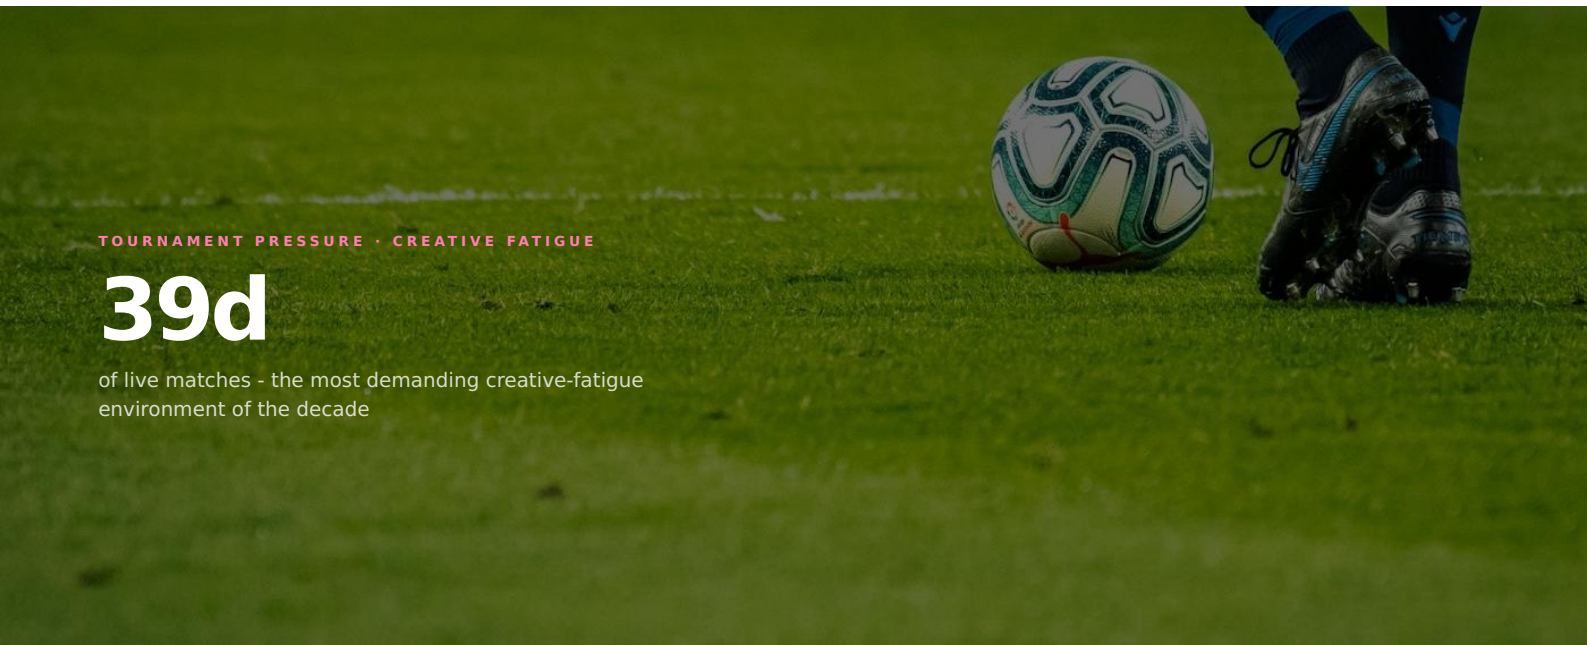 TOURNAMENT PRESSURE · CREATIVE FATIGUE
39d
of live matches - the most demanding creative-fatigue
environment of the decade